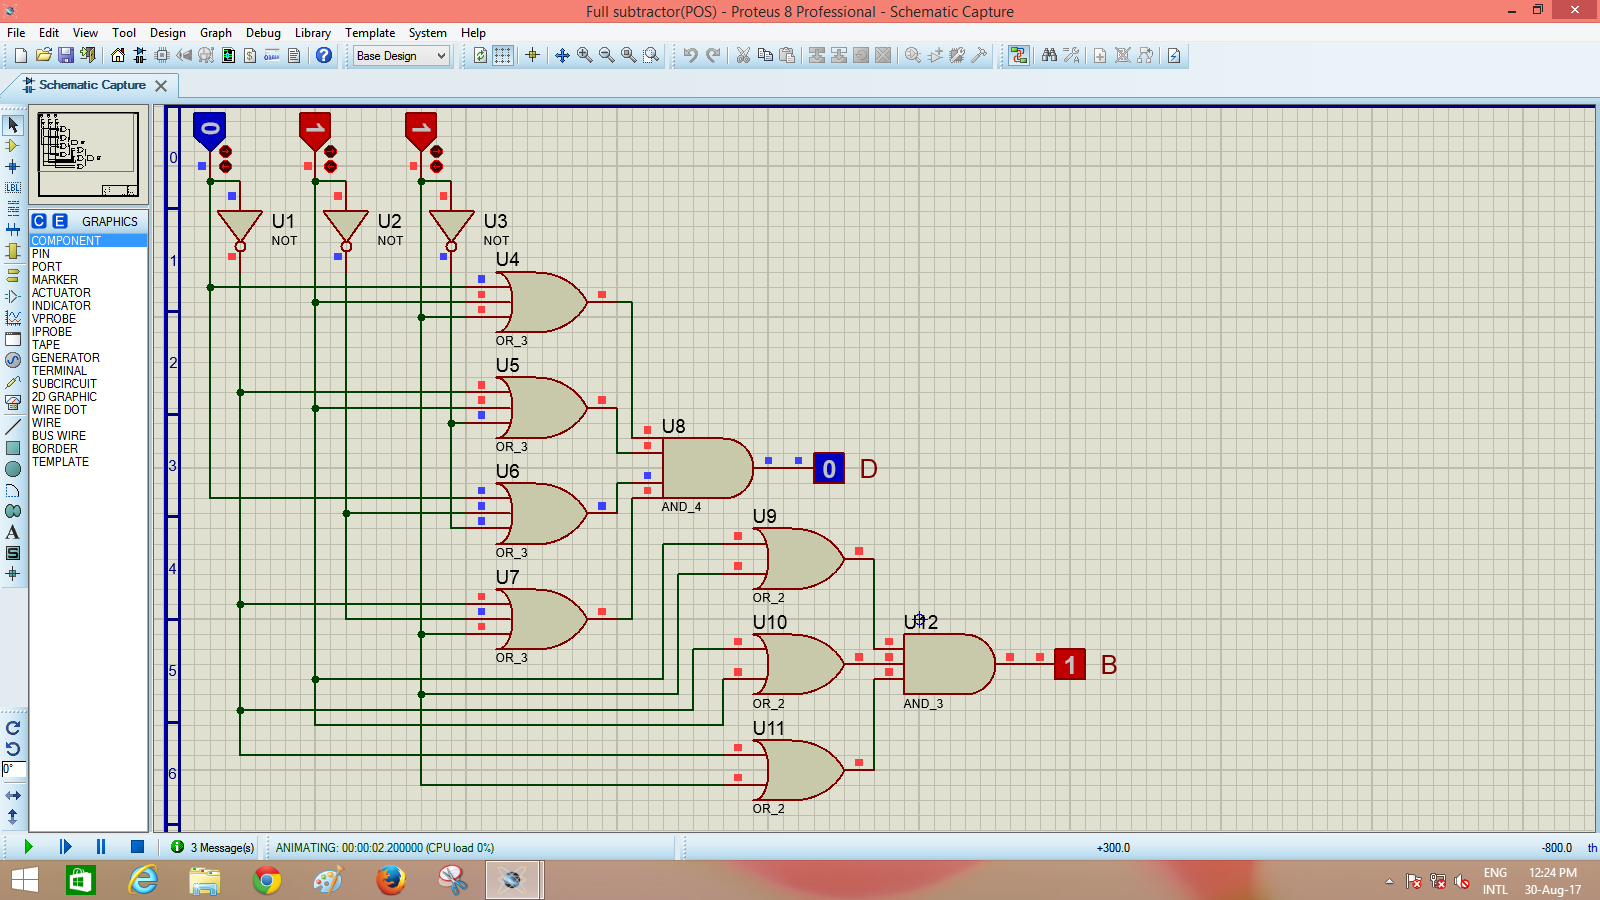 Full subtractor(POS) - Proteus 8 Professional - Schematic Capture
File Edit View Tool Design Graph Debug Library Template System Help
Base Design
Schematic Capture
0 1 1
0
C E GRAPHICS
COMPONENT
PIN
PORT
MARKER
ACTUATOR
INDICATOR
VPROBE
IPROBE
TAPE
GENERATOR
TERMINAL
SUBCIRCUIT
2D GRAPHIC
WIRE DOT
WIRE
BUS WIRE
BORDER
TEMPLATE
LBL
A
S
0°
U1
NOT
U2
NOT
U3
NOT
1
U4
OR_3
2
U5
OR_3
U8
AND_4
3
0 D
U6
OR_3
U9
OR_2
4
U7
OR_3
U10
OR_2
U12
AND_3
5
1 B
U11
OR_2
6
3 Message(s)
ANIMATING: 00:00:02.200000 (CPU load 0%)
+300.0
-800.0 th
ENG
INTL
12:24 PM
30-Aug-17